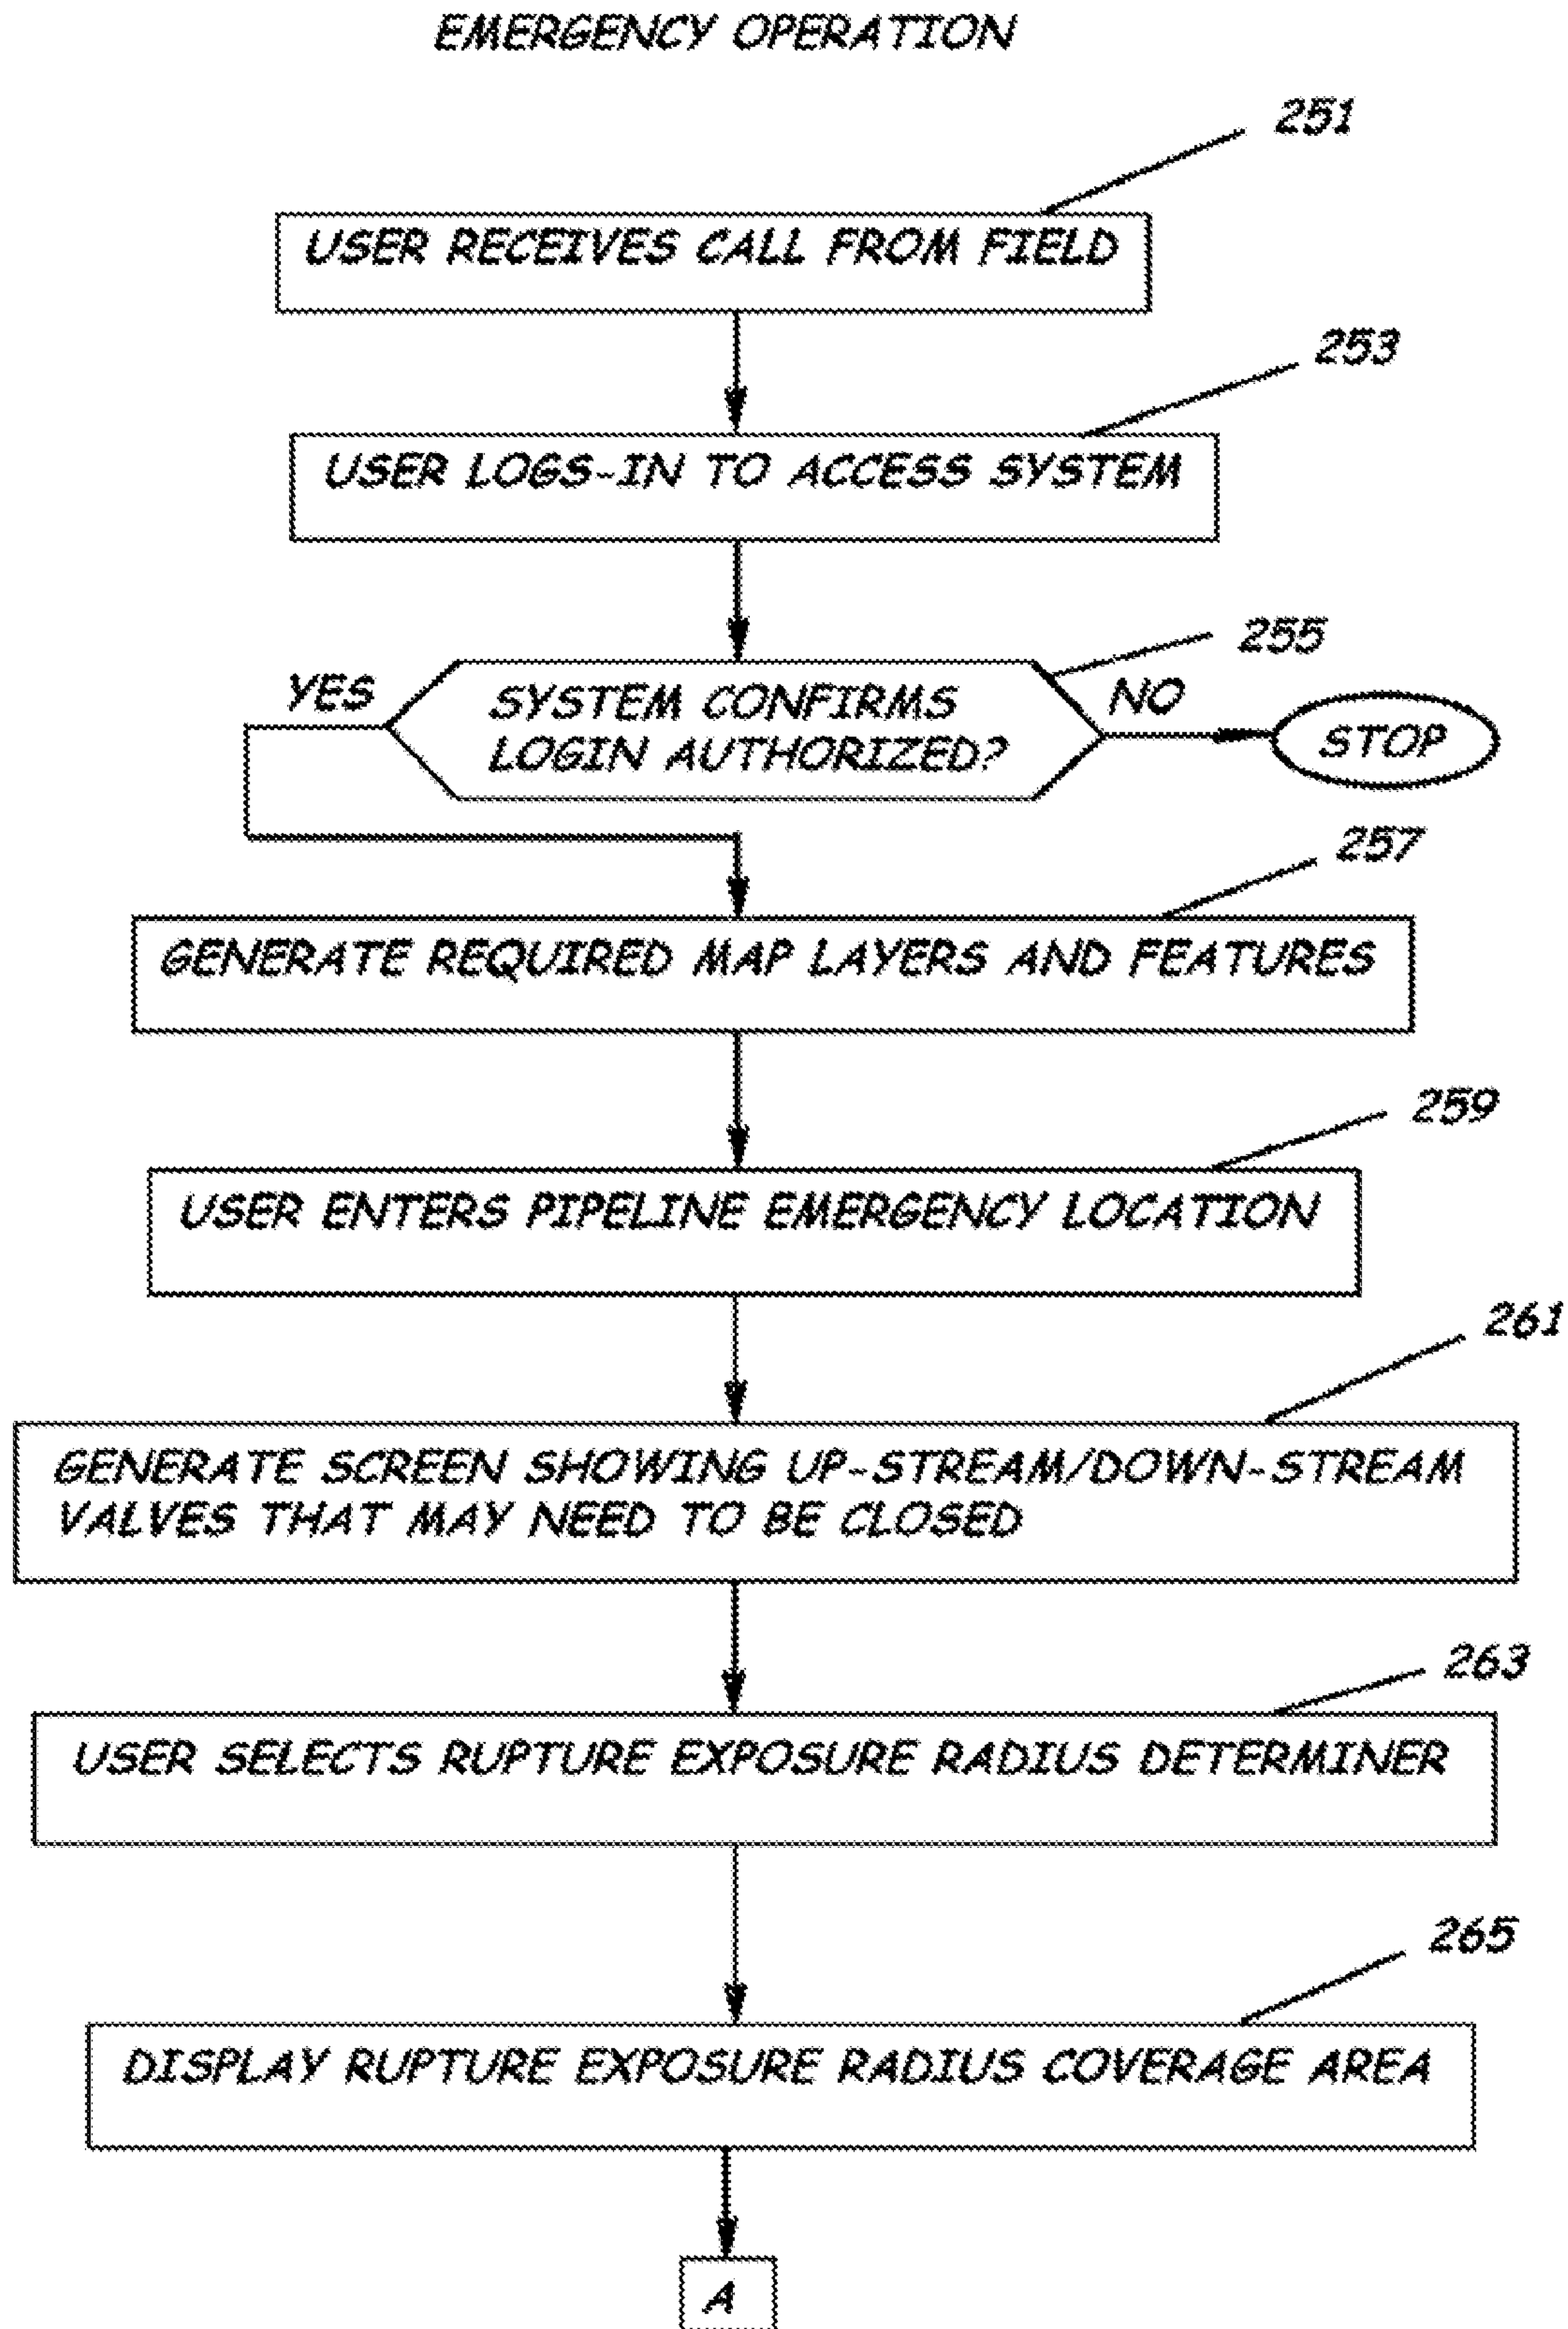 EMERGENCY OPERATION
251
USER RECEIVES CALL FROM FIELD
253
USER LOGS-IN TO ACCESS SYSTEM
255
YES
SYSTEM CONFIRMS
LOGIN AUTHORIZED?
NO
STOP
257
GENERATE REQUIRED MAP LAYERS AND FEATURES
259
USER ENTERS PIPELINE EMERGENCY LOCATION
261
GENERATE SCREEN SHOWING UP-STREAM/DOWN-STREAM
VALVES THAT MAY NEED TO BE CLOSED
263
USER SELECTS RUPTURE EXPOSURE RADIUS DETERMINER
265
DISPLAY RUPTURE EXPOSURE RADIUS COVERAGE AREA
A